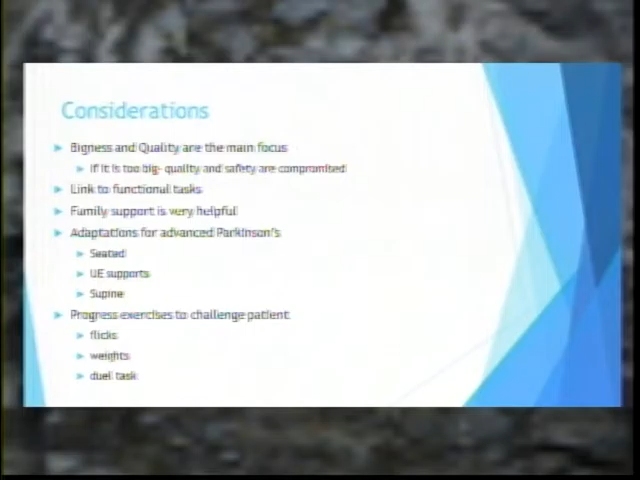 Considerations
Bigness and Quality are the main focus
If it is too big- quality and safety are compromised
Link to functional tasks
Family support is very helpful
Adaptations for advanced Parkinson's
Seated
UE supports
Supine
Progress exercises to challenge patient
flicks
weights
duel task